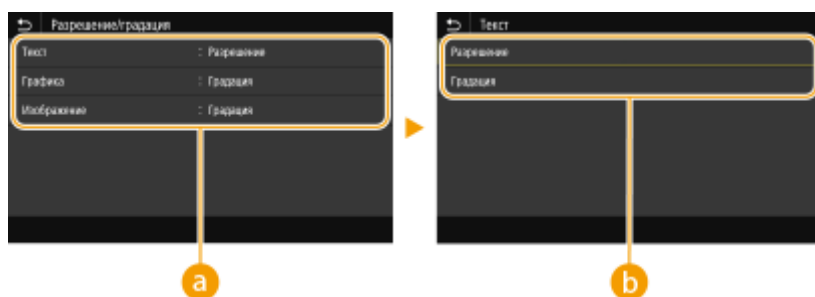 Разрешение/градация
Текст : Разрешение
Графика : Градация
Изображение : Градация
a
Текст
Разрешение
Градация
b